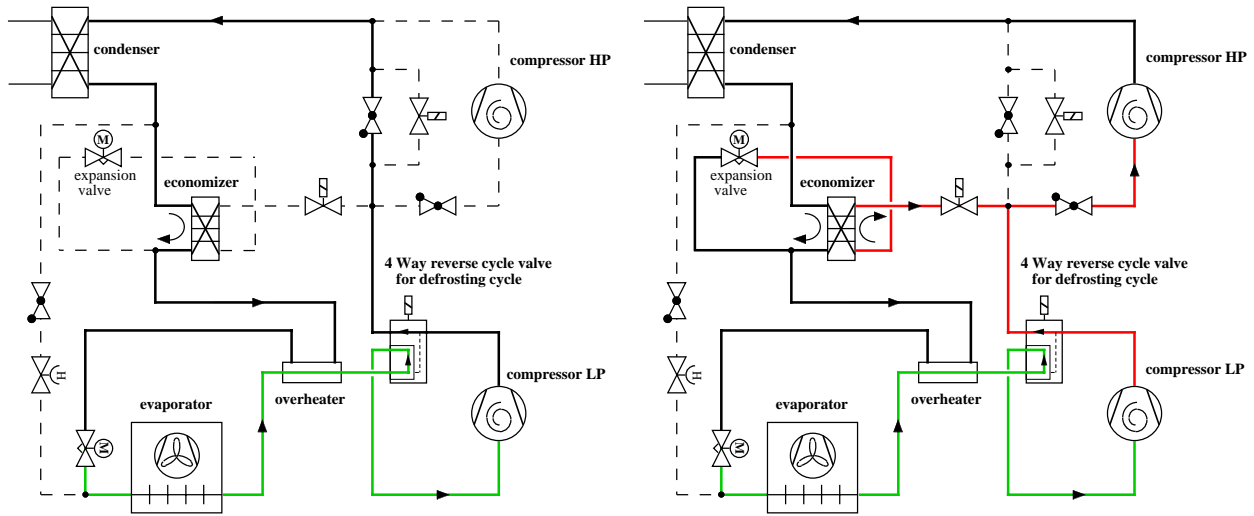 condenser
compressor HP
M
expansion
valve
economizer
4 Way reverse cycle valve
for defrosting cycle
H
overheater
compressor LP
evaporator
M
condenser
compressor HP
M
expansion
valve
economizer
4 Way reverse cycle valve
for defrosting cycle
H
overheater
compressor LP
evaporator
M